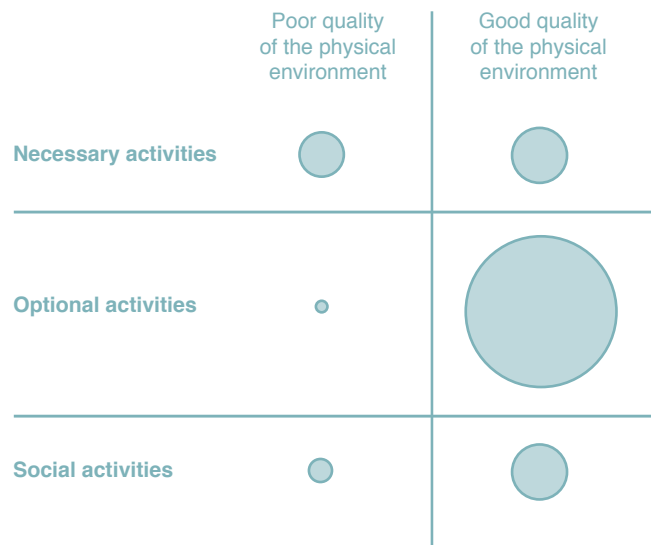 Poor quality
of the physical
environment
Good quality
of the physical
environment
Necessary activities
Optional activities
Social activities